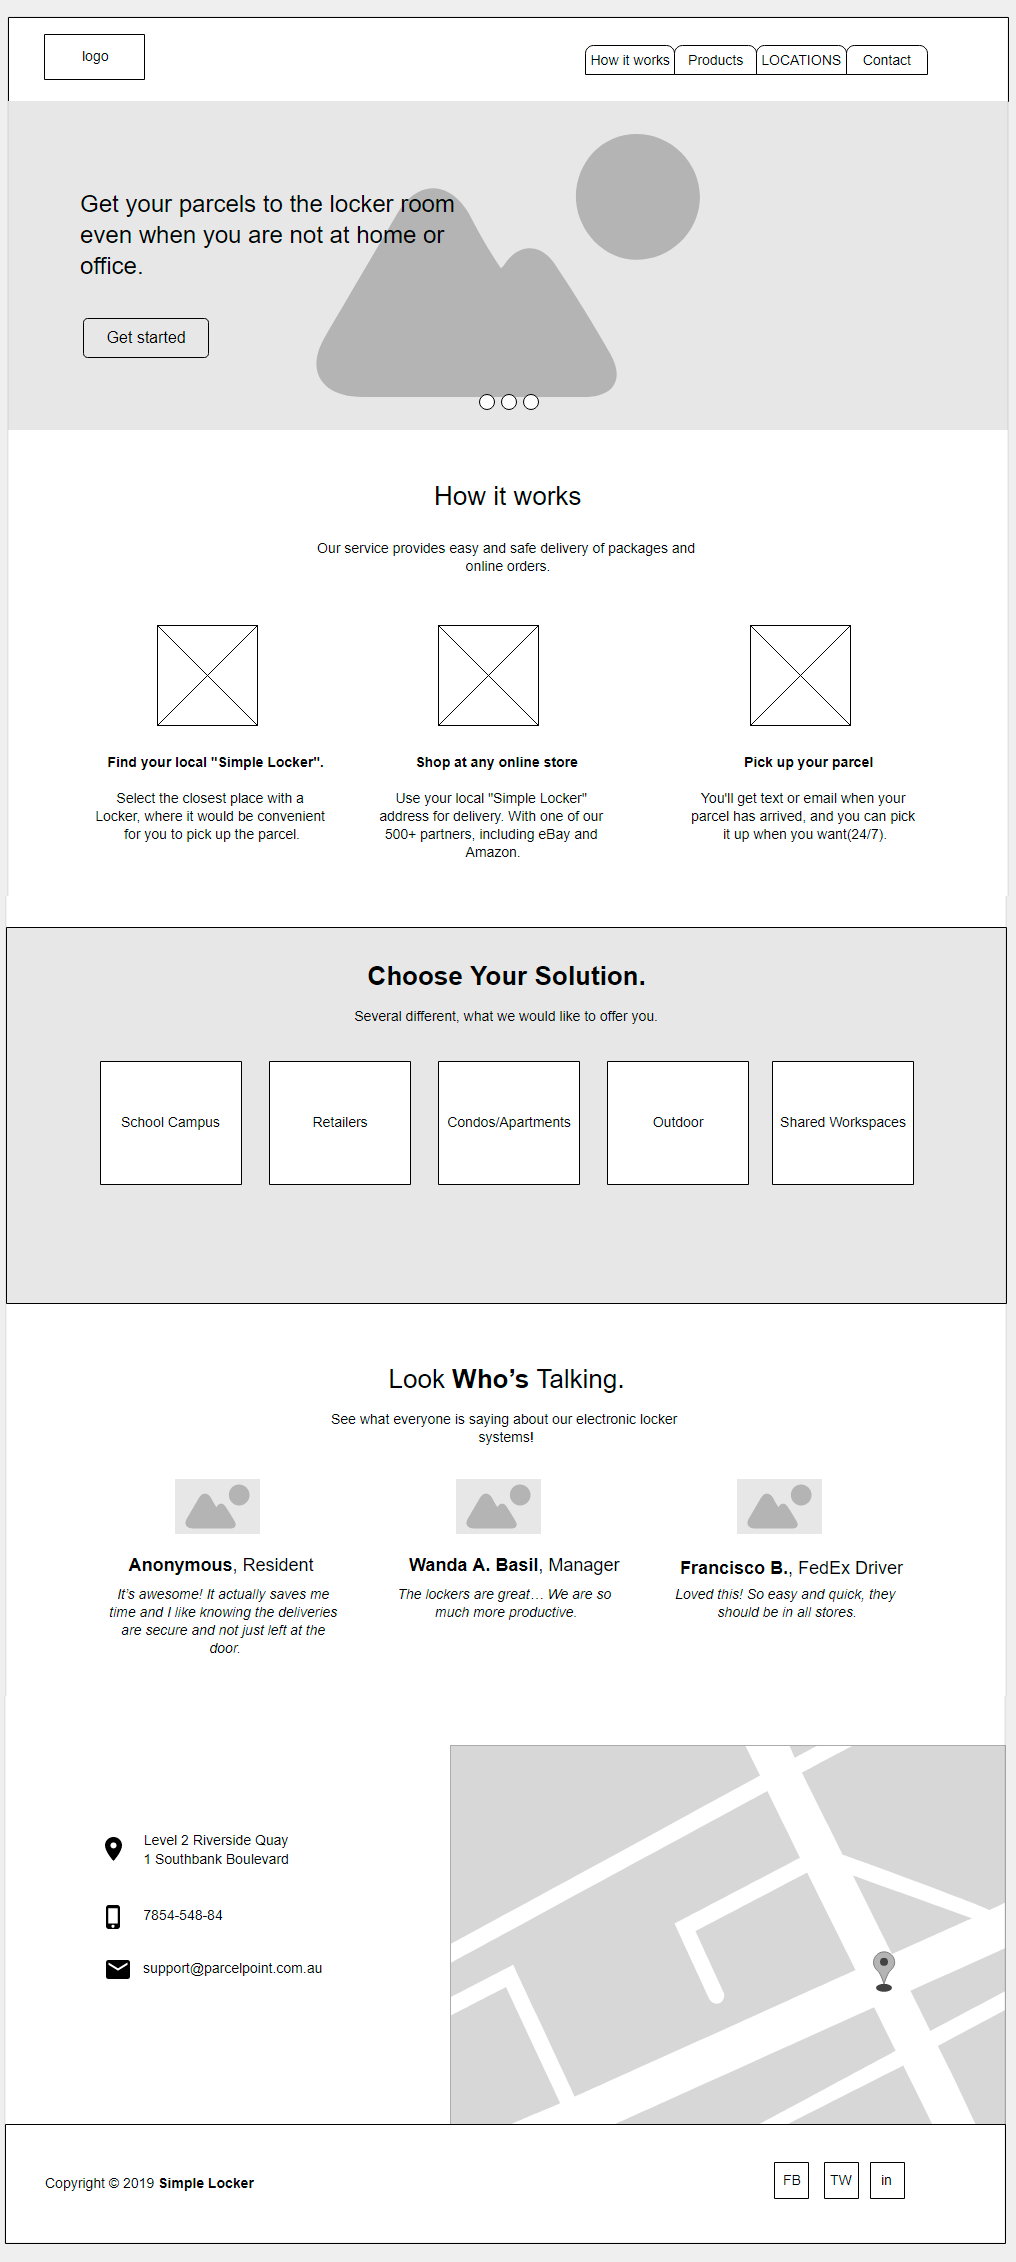 logo
How it works
Products
LOCATIONS
Contact
Get your parcels to the locker room
even when you are not at home or
office.
Get started
How it works
Our service provides easy and safe delivery of packages and
online orders.
Find your local "Simple Locker".
Select the closest place with a
Locker, where it would be convenient
for you to pick up the parcel.
Shop at any online store
Use your local "Simple Locker"
address for delivery. With one of our
500+ partners, including eBay and
Amazon.
Pick up your parcel
You'll get text or email when your
parcel has arrived, and you can pick
it up when you want(24/7).
Choose Your Solution.
Several different, what we would like to offer you.
School Campus
Retailers
Condos/Apartments
Outdoor
Shared Workspaces
Look Who’s Talking.
See what everyone is saying about our electronic locker
systems!
Anonymous, Resident
It’s awesome! It actually saves me
time and I like knowing the deliveries
are secure and not just left at the
door.
Wanda A. Basil, Manager
The lockers are great… We are so
much more productive.
Francisco B., FedEx Driver
Loved this! So easy and quick, they
should be in all stores.
Level 2 Riverside Quay
1 Southbank Boulevard
7854-548-84
support@parcelpoint.com.au
Copyright © 2019 Simple Locker
FB
TW
in